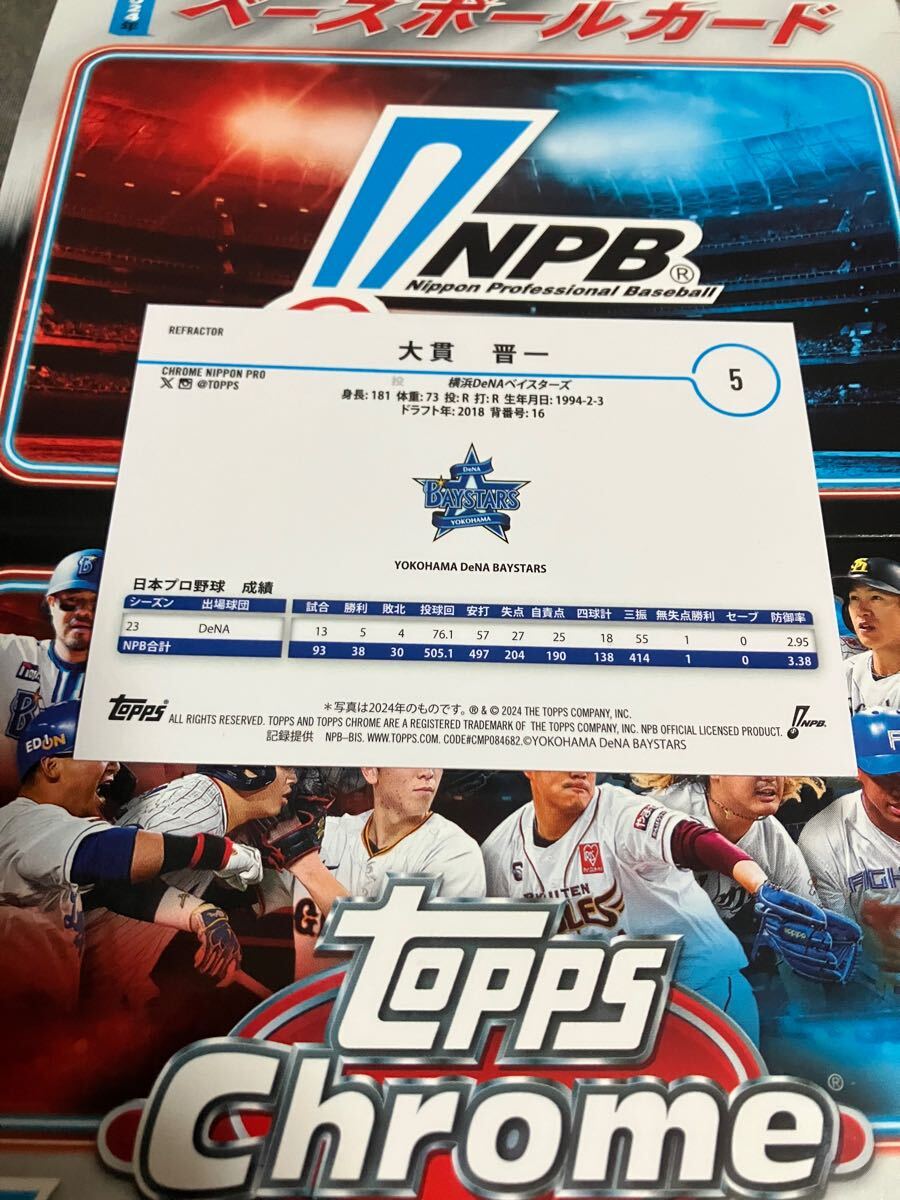 2024年
ベースボールカード
NPB®
Nippon Professional Baseball
REFRACTOR
大貫 晋一
5
CHROME NIPPON PRO
@TOPPS
投 横浜DeNAベイスターズ
身長: 181 体重: 73 投: R 打: R 生年月日: 1994-2-3
ドラフト年: 2018 背番号: 16
DeNA
BAYSTARS
YOKOHAMA
YOKOHAMA DeNA BAYSTARS
日本プロ野球 成績
シーズン 出場球団 試合 勝利 敗北 投球回 安打 失点 自責点 四球計 三振 無失点勝利 セーブ 防御率
23 DeNA 13 5 4 76.1 57 27 25 18 55 1 0 2.95
NPB合計 93 38 30 505.1 497 204 190 138 414 1 0 3.38
topps®
＊写真は2024年のものです。 ® & © 2024 THE TOPPS COMPANY, INC.
ALL RIGHTS RESERVED. TOPPS AND TOPPS CHROME ARE A REGISTERED TRADEMARK OF THE TOPPS COMPANY, INC. NPB OFFICIAL LICENSED PRODUCT.
記録提供 NPB-BIS. WWW.TOPPS.COM. CODE#CMP084682.©YOKOHAMA DeNA BAYSTARS
NPB
EDION
topps
Chrome®